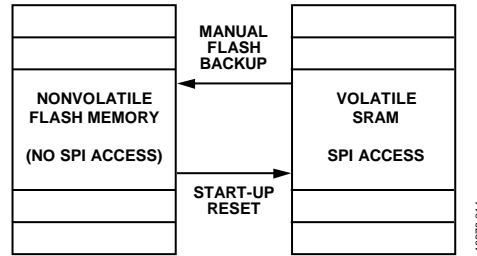 MANUAL
FLASH
BACKUP
NONVOLATILE
FLASH MEMORY
(NO SPI ACCESS)
VOLATILE
SRAM
SPI ACCESS
START-UP
RESET